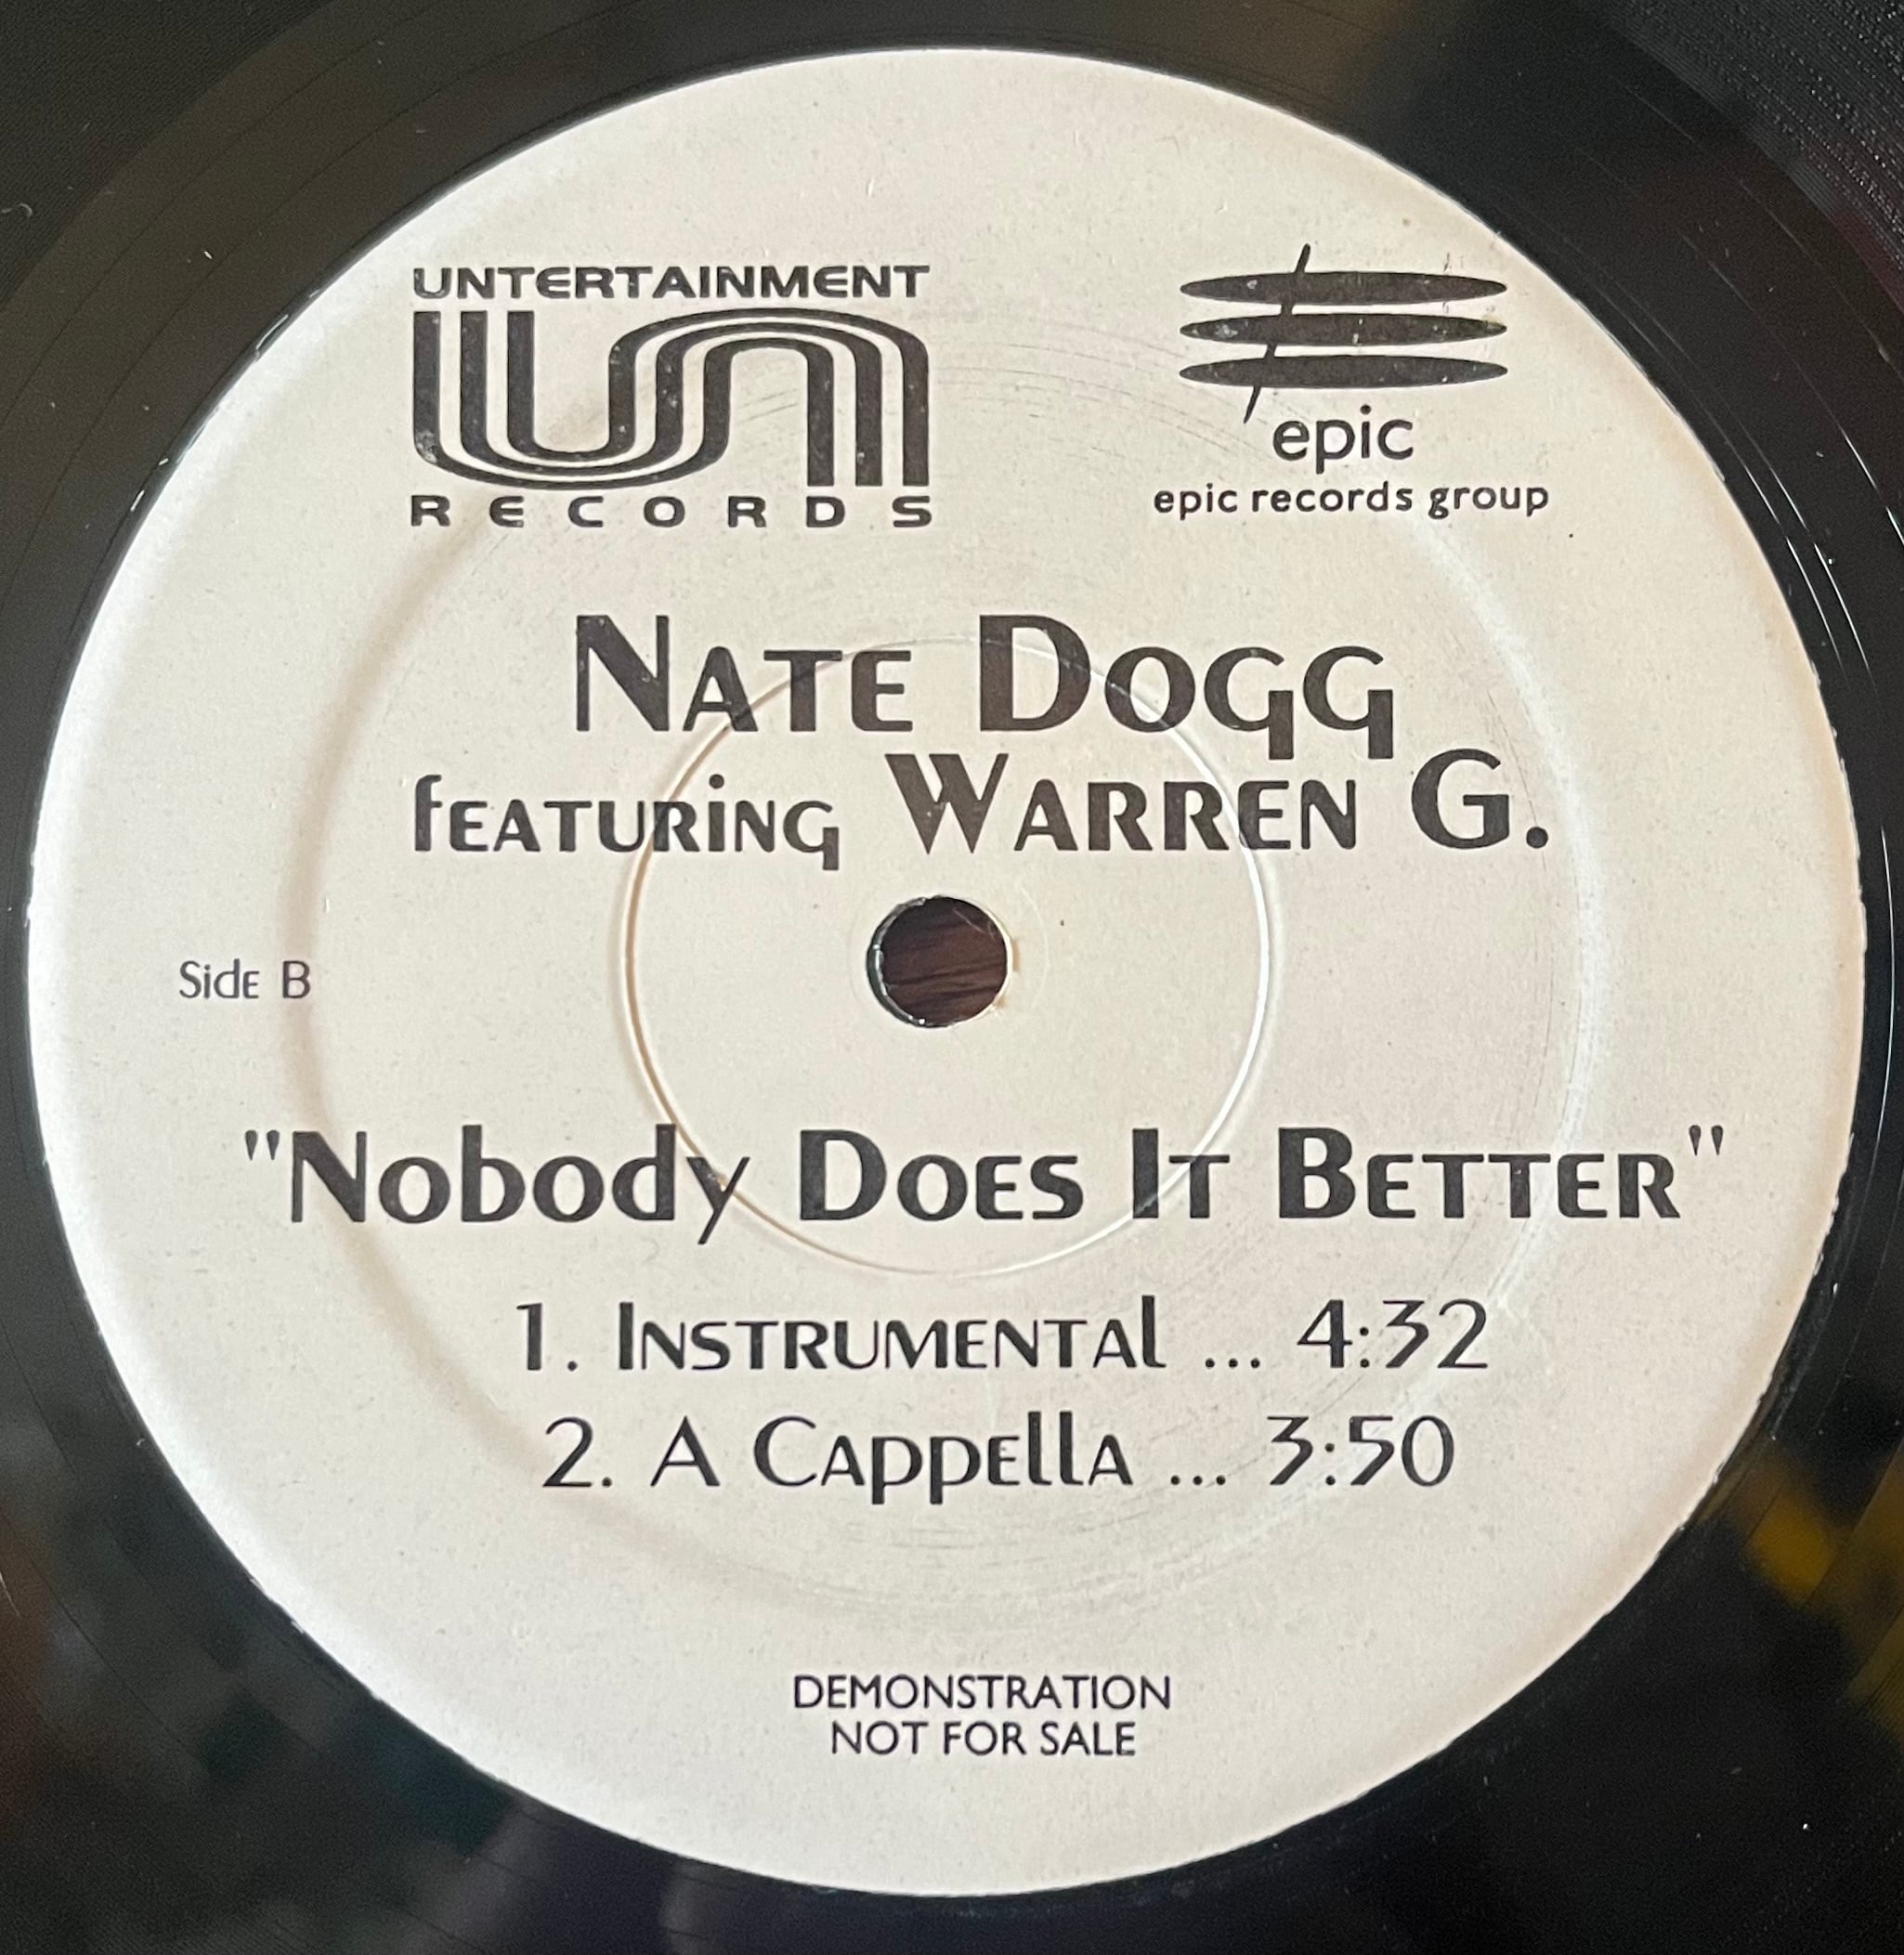 UNTERTAINMENT
UN
RECORDS
epic
epic records group
Nate Dogg
featuring Warren G.
Side B
"Nobody Does It Better"
1. Instrumental ... 4:32
2. A Cappella ... 3:50
DEMONSTRATION
NOT FOR SALE